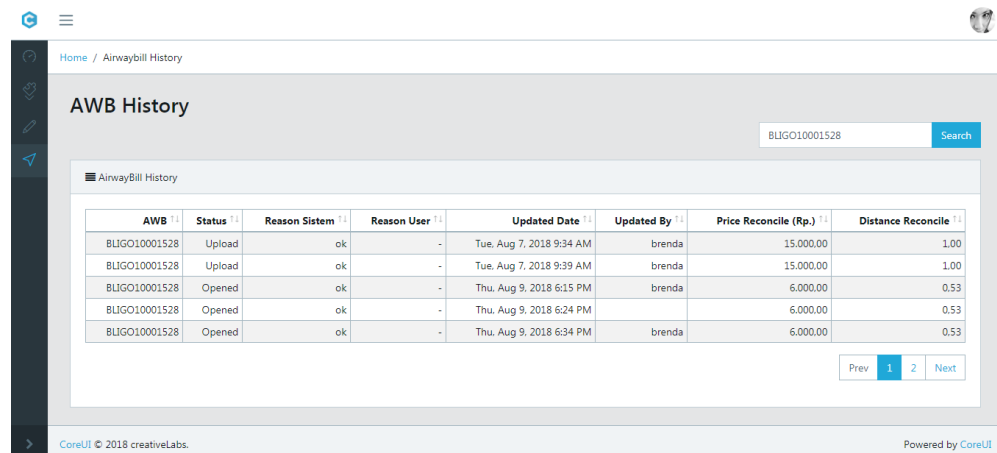 Home / Airwaybill History
AWB History
BLIGO10001528 Search
AirwayBill History
AWB Status Reason Sistem Reason User Updated Date Updated By Price Reconcile (Rp.) Distance Reconcile
BLIGO10001528 Upload ok - Tue, Aug 7, 2018 9:34 AM brenda 15.000,00 1,00
BLIGO10001528 Upload ok - Tue, Aug 7, 2018 9:39 AM brenda 15.000,00 1,00
BLIGO10001528 Opened ok - Thu, Aug 9, 2018 6:15 PM brenda 6.000,00 0,53
BLIGO10001528 Opened ok - Thu, Aug 9, 2018 6:24 PM 6.000,00 0,53
BLIGO10001528 Opened ok - Thu, Aug 9, 2018 6:34 PM brenda 6.000,00 0,53
Prev 1 2 Next
CoreUI © 2018 creativeLabs. Powered by CoreUI